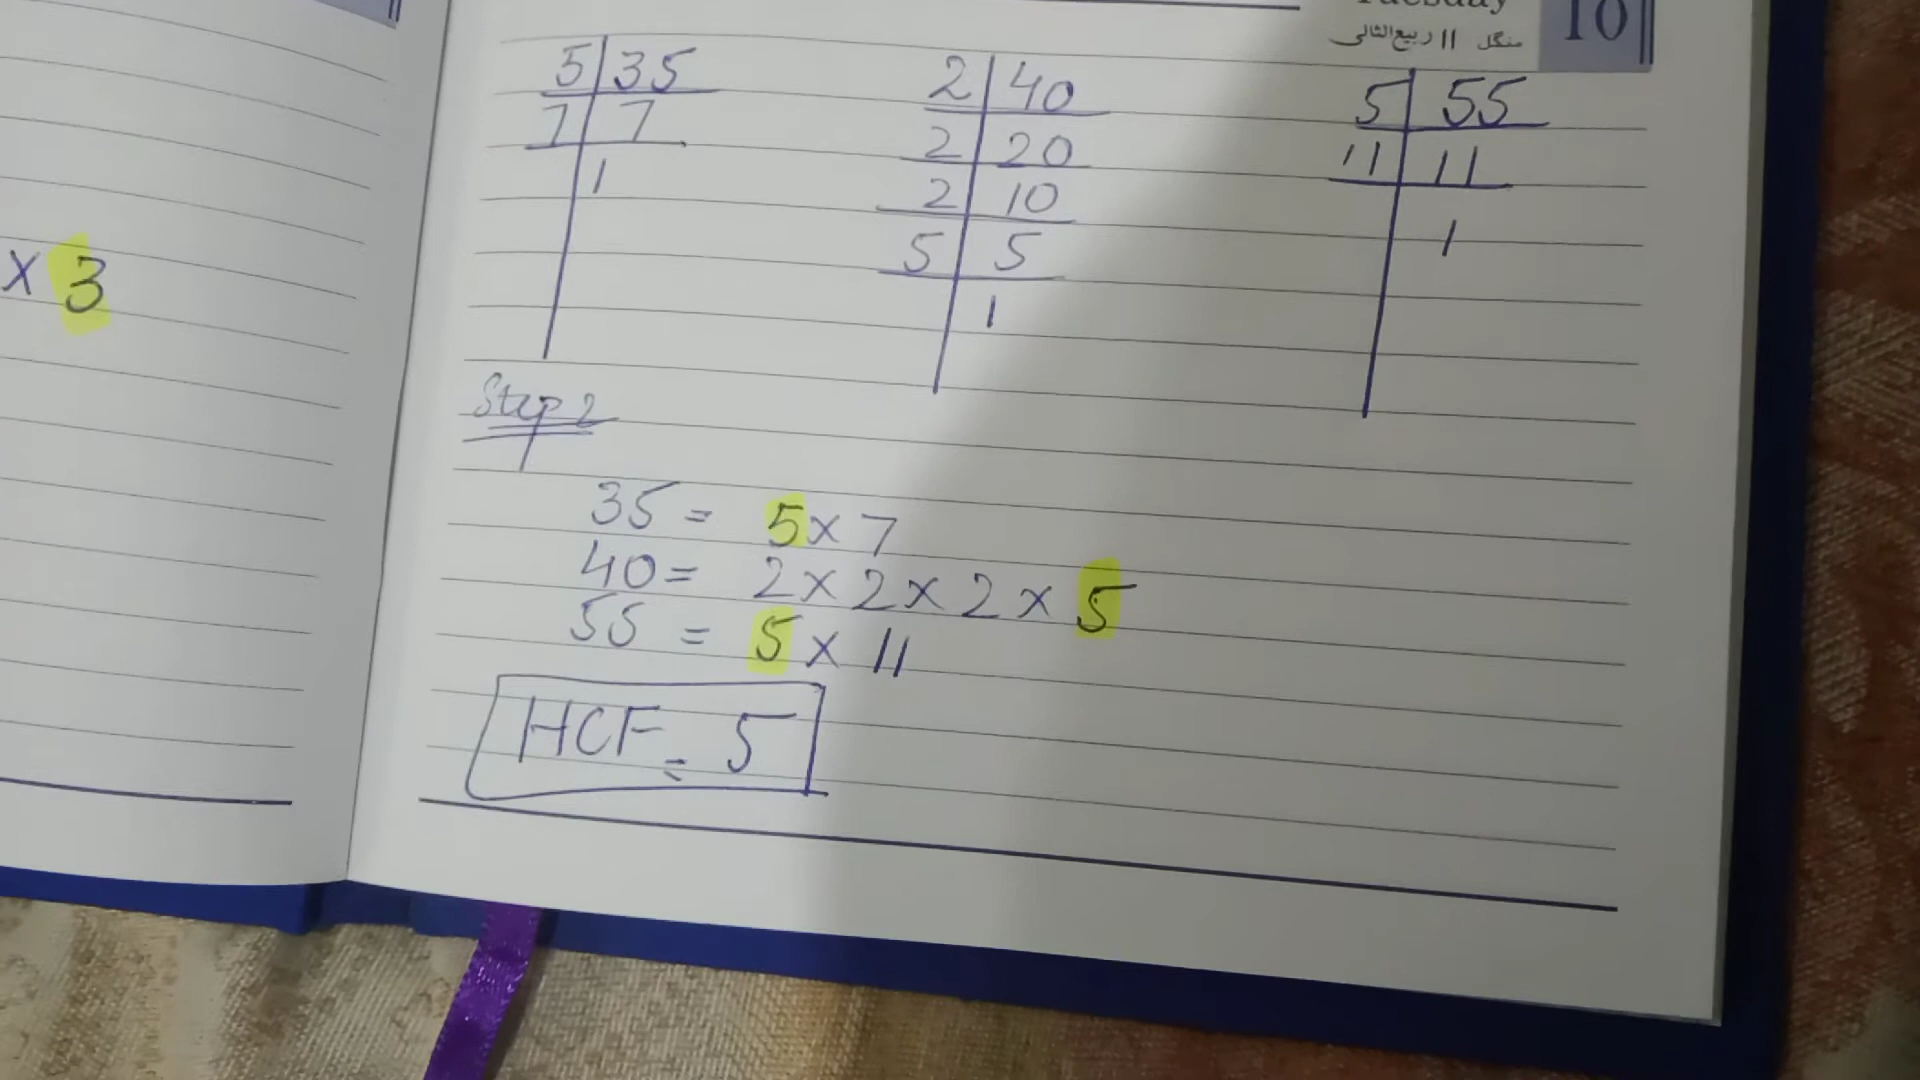 Tuesday
10
منگل ۱۱ ربیع الثانی
× 3
5 35
7 7
1
2 40
2 20
2 10
5 5
1
5 55
11 11
1
Step 2
35 = 5 × 7
40 = 2 × 2 × 2 × 5
55 = 5 × 11
HCF = 5